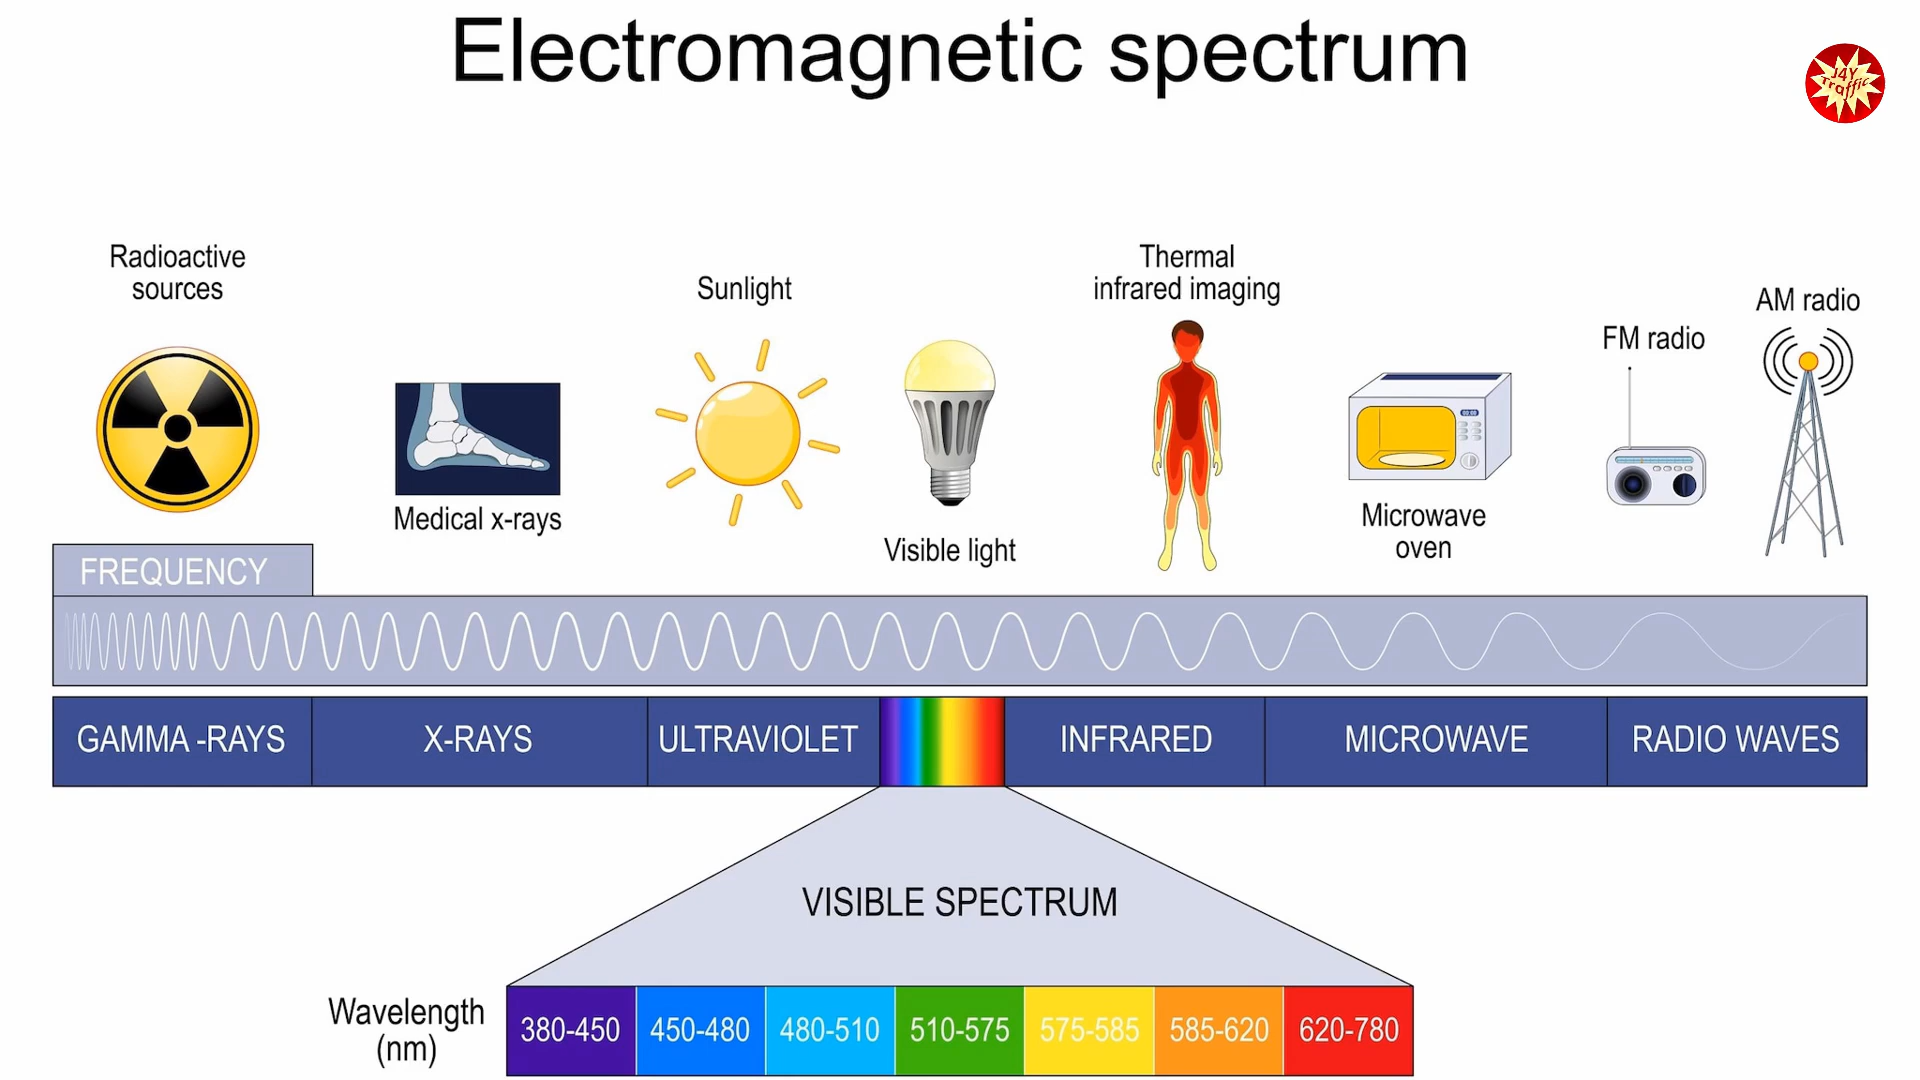 Electromagnetic spectrum
J4Y
Traffic
Radioactive
sources
Medical x-rays
Sunlight
Visible light
Thermal
infrared imaging
Microwave
oven
FM radio
AM radio
FREQUENCY
GAMMA -RAYS
X-RAYS
ULTRAVIOLET
INFRARED
MICROWAVE
RADIO WAVES
VISIBLE SPECTRUM
Wavelength
(nm)
380-450
450-480
480-510
510-575
575-585
585-620
620-780